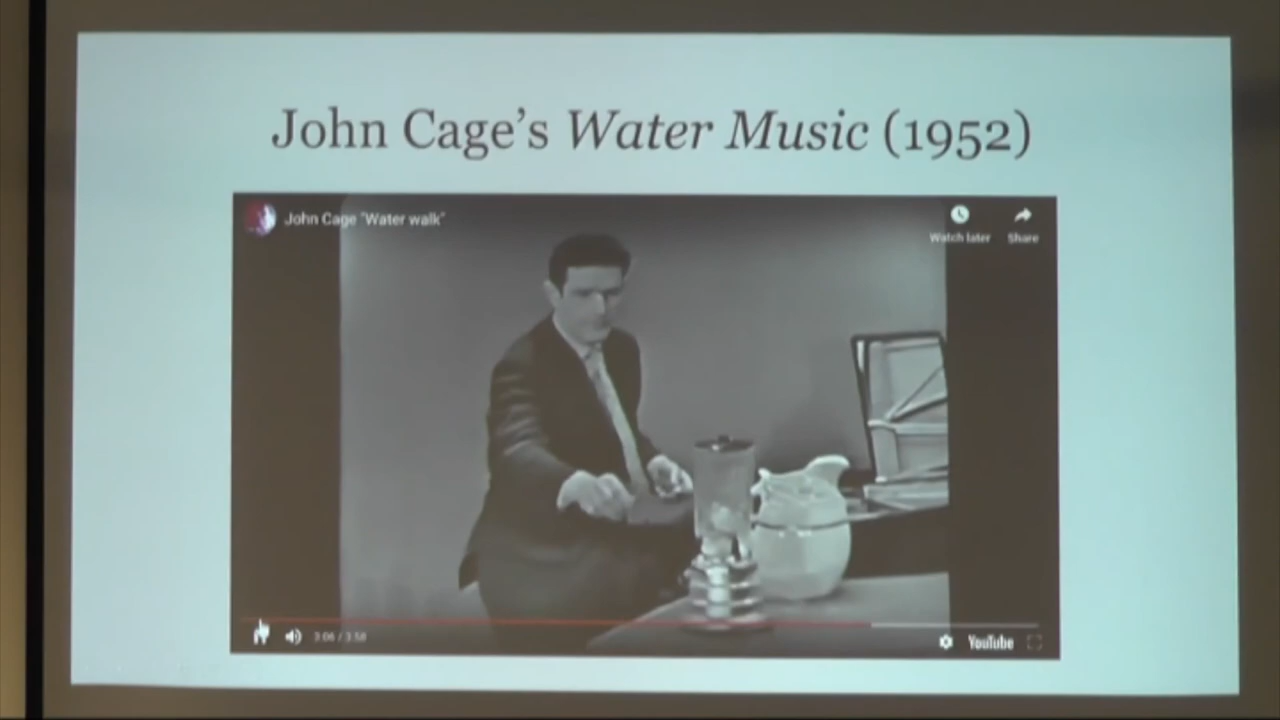 John Cage's Water Music (1952)
John Cage "Water walk"
Watch later
Share
3:06 / 3:58
YouTube